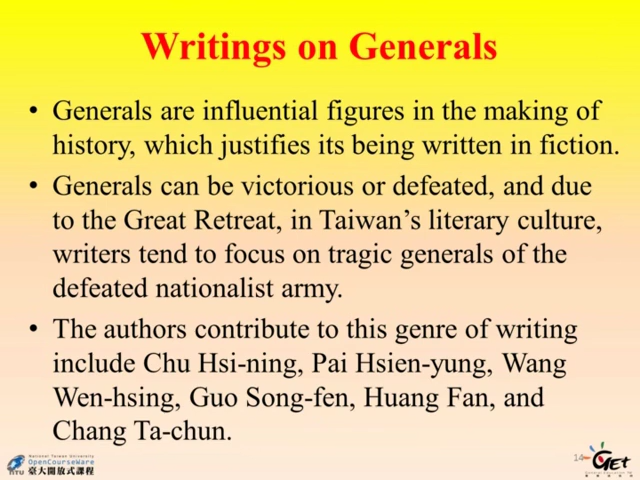 Writings on Generals
• Generals are influential figures in the making of
history, which justifies its being written in fiction.
• Generals can be victorious or defeated, and due
to the Great Retreat, in Taiwan's literary culture,
writers tend to focus on tragic generals of the
defeated nationalist army.
• The authors contribute to this genre of writing
include Chu Hsi-ning, Pai Hsien-yung, Wang
Wen-hsing, Guo Song-fen, Huang Fan, and
Chang Ta-chun.
National Taiwan University
NTU OpenCourseWare
臺大開放式課程
14
GET